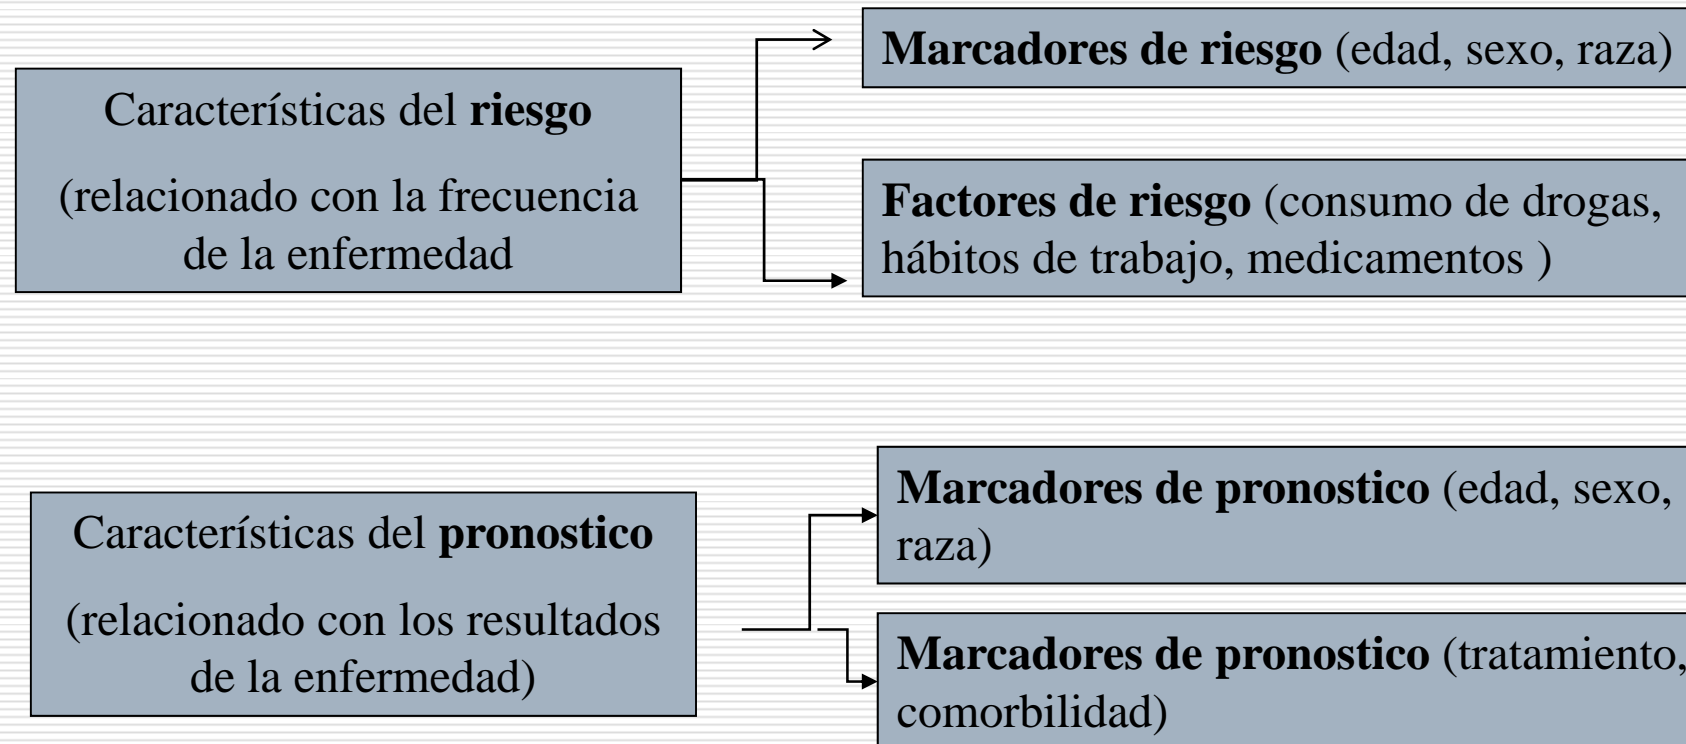 Características del riesgo
(relacionado con la frecuencia
de la enfermedad
Marcadores de riesgo (edad, sexo, raza)
Factores de riesgo (consumo de drogas,
hábitos de trabajo, medicamentos )
Características del pronostico
(relacionado con los resultados
de la enfermedad)
Marcadores de pronostico (edad, sexo,
raza)
Marcadores de pronostico (tratamiento,
comorbilidad)